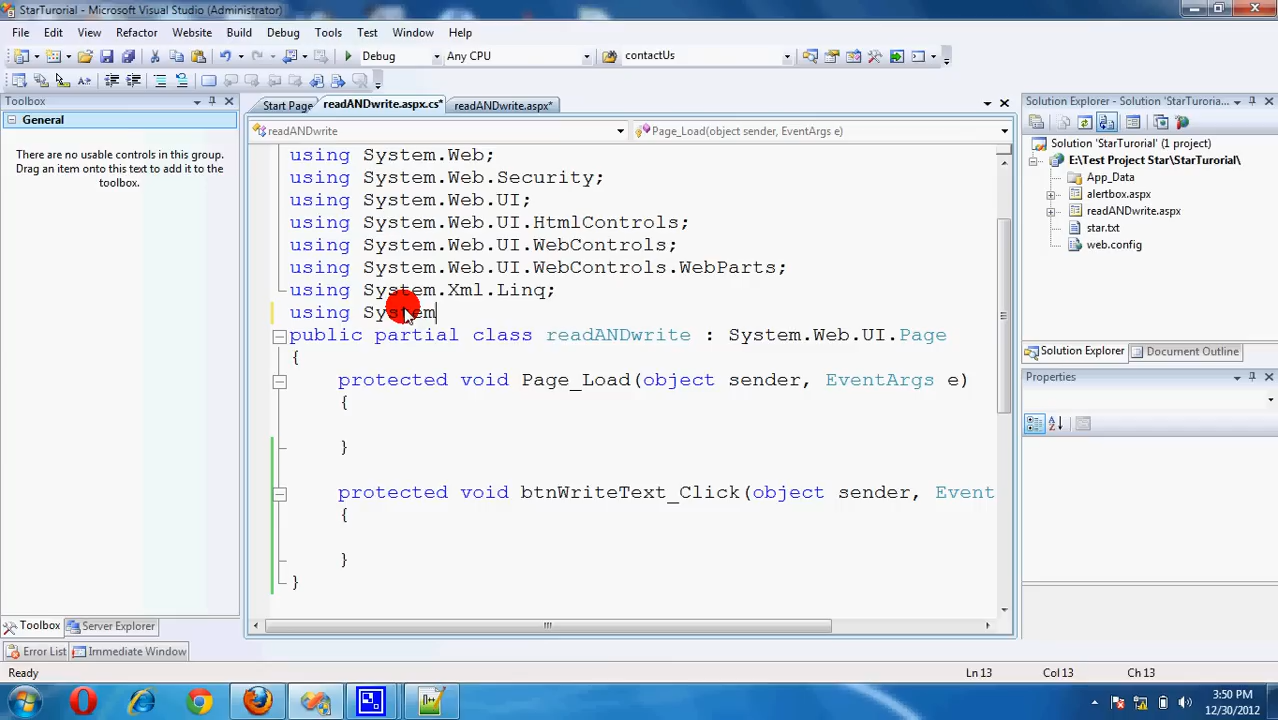 StarTurorial - Microsoft Visual Studio (Administrator)
File Edit View Refactor Website Build Debug Tools Test Window Help
Debug Any CPU contactUs
Toolbox
General
There are no usable controls in this group. Drag an item onto this text to add it to the toolbox.
Start Page readANDwrite.aspx.cs* readANDwrite.aspx*
readANDwrite Page_Load(object sender, EventArgs e)
using System.Web;
using System.Web.Security;
using System.Web.UI;
using System.Web.UI.HtmlControls;
using System.Web.UI.WebControls;
using System.Web.UI.WebControls.WebParts;
using System.Xml.Linq;
using System
public partial class readANDwrite : System.Web.UI.Page
{
protected void Page_Load(object sender, EventArgs e)
{
}
protected void btnWriteText_Click(object sender, Event
{
}
}
Solution Explorer - Solution 'StarTuroria...
Solution 'StarTurorial' (1 project)
E:\Test Project Star\StarTurorial\
App_Data
alertbox.aspx
readANDwrite.aspx
star.txt
web.config
Solution Explorer Document Outline
Properties
Toolbox Server Explorer
Error List Immediate Window
Ready Ln 13 Col 13 Ch 13
3:50 PM
12/30/2012